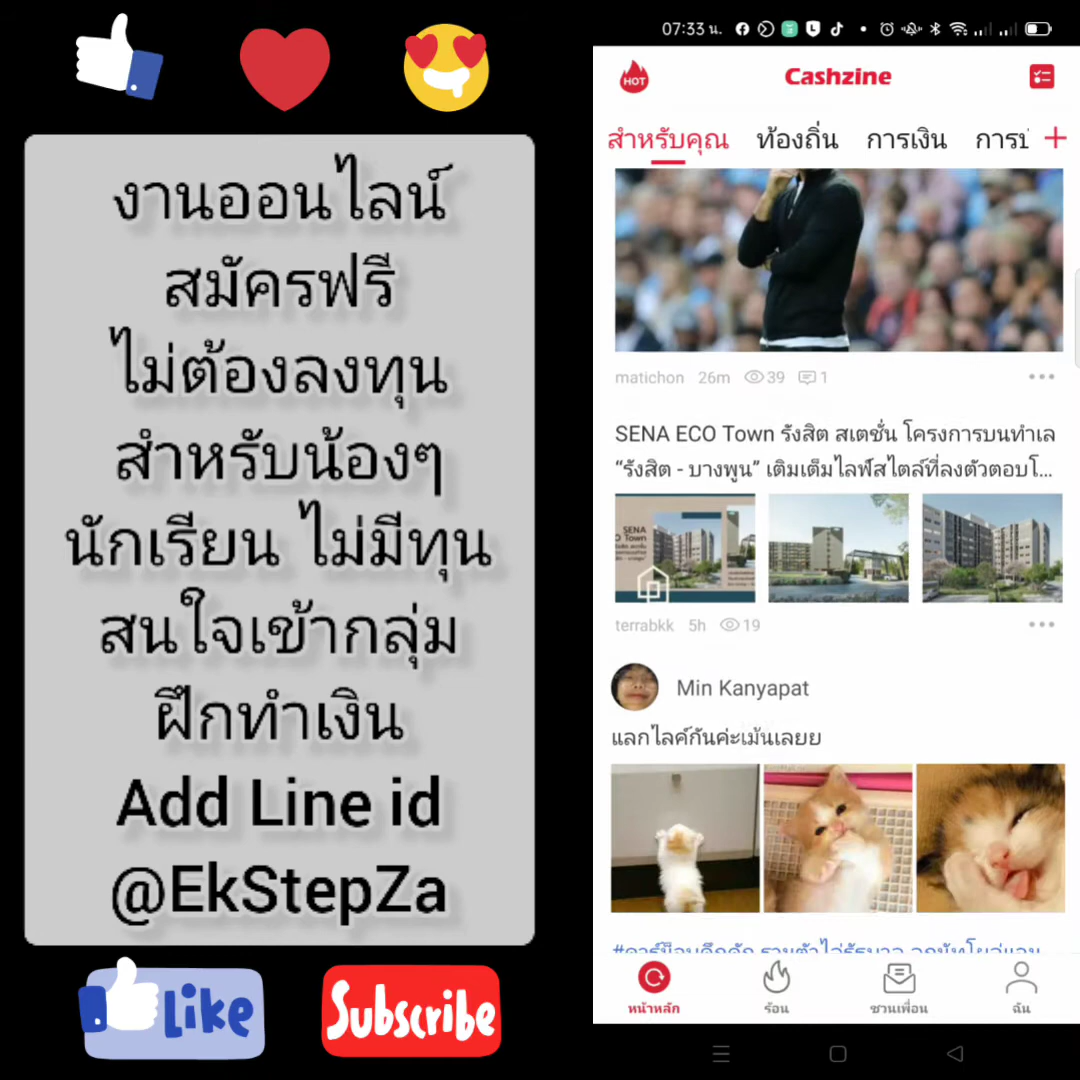 งานออนไลน์
สมัครฟรี
ไม่ต้องลงทุน
สำหรับน้องๆ
นักเรียน ไม่มีทุน
สนใจเข้ากลุ่ม
ฝึกทำเงิน
Add Line id
@EkStepZa
Like
Subscribe
07:33 น.
HOT
Cashzine
สำหรับคุณ ท้องถิ่น การเงิน
matichon 26m 39 1
SENA ECO Town รังสิต สเตชั่น โครงการบนทำเล
“รังสิต - บางพูน” เติมเต็มไลฟ์สไตล์ที่ลงตัวตอบโ...
SENA
O Town
terrabkk 5h 19
Min Kanyapat
แลกไลค์กันค่ะเม้นเลยย
หน้าหลัก ร้อน ชวนเพื่อน ฉัน